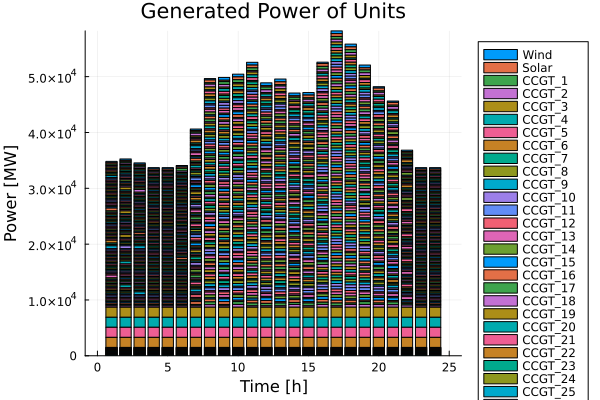 Generated Power of Units
Power [MW]
5.0×10⁴
4.0×10⁴
3.0×10⁴
2.0×10⁴
1.0×10⁴
0
0 5 10 15 20 25
Time [h]
Wind
Solar
CCGT_1
CCGT_2
CCGT_3
CCGT_4
CCGT_5
CCGT_6
CCGT_7
CCGT_8
CCGT_9
CCGT_10
CCGT_11
CCGT_12
CCGT_13
CCGT_14
CCGT_15
CCGT_16
CCGT_17
CCGT_18
CCGT_19
CCGT_20
CCGT_21
CCGT_22
CCGT_23
CCGT_24
CCGT_25